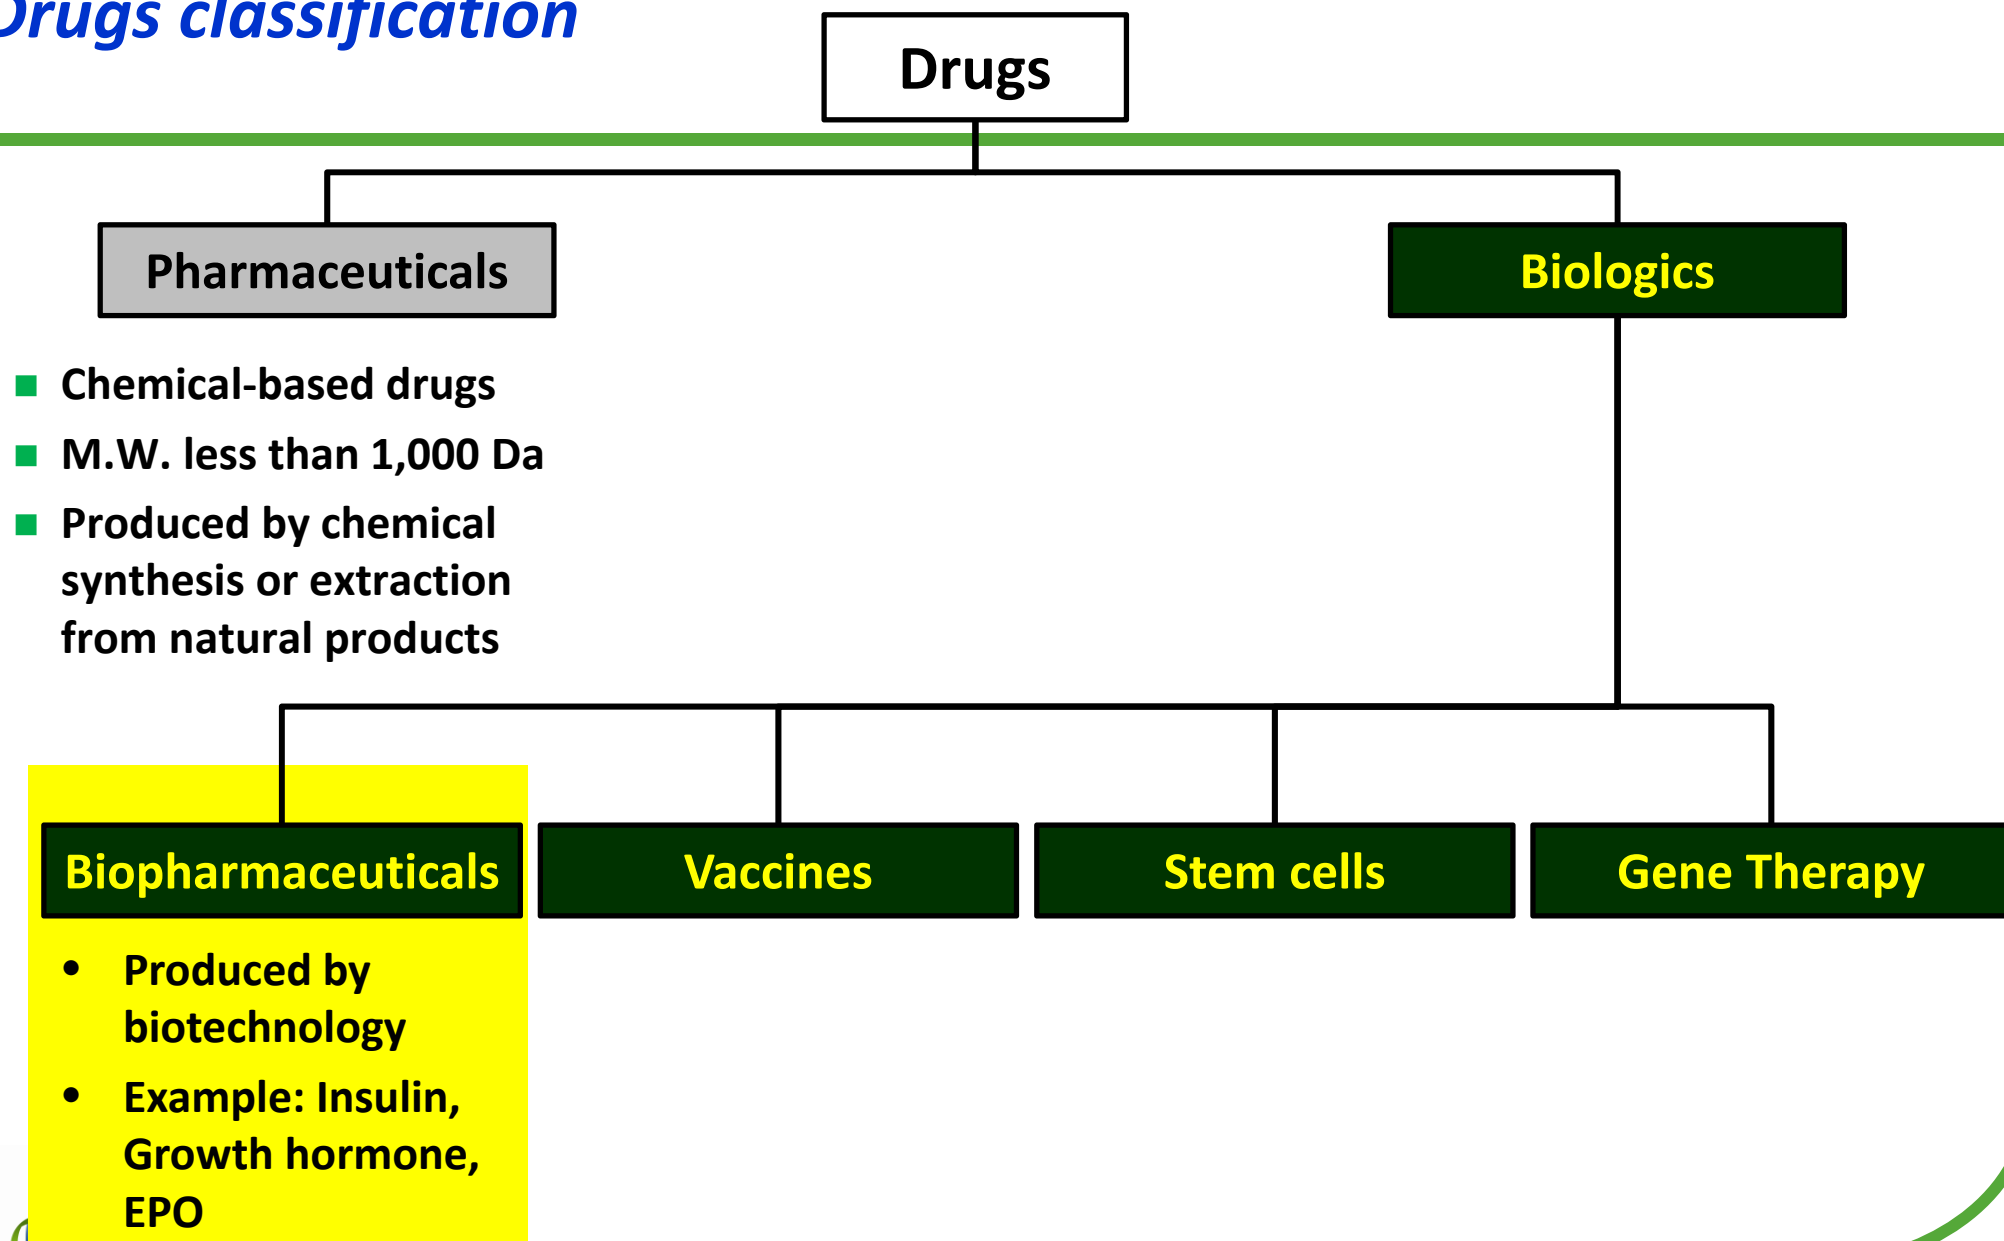 Drugs classification
Drugs
Pharmaceuticals
Biologics
Chemical-based drugs
M.W. less than 1,000 Da
Produced by chemical
synthesis or extraction
from natural products
Biopharmaceuticals
Vaccines
Stem cells
Gene Therapy
• Produced by
biotechnology
• Example: Insulin,
Growth hormone,
EPO